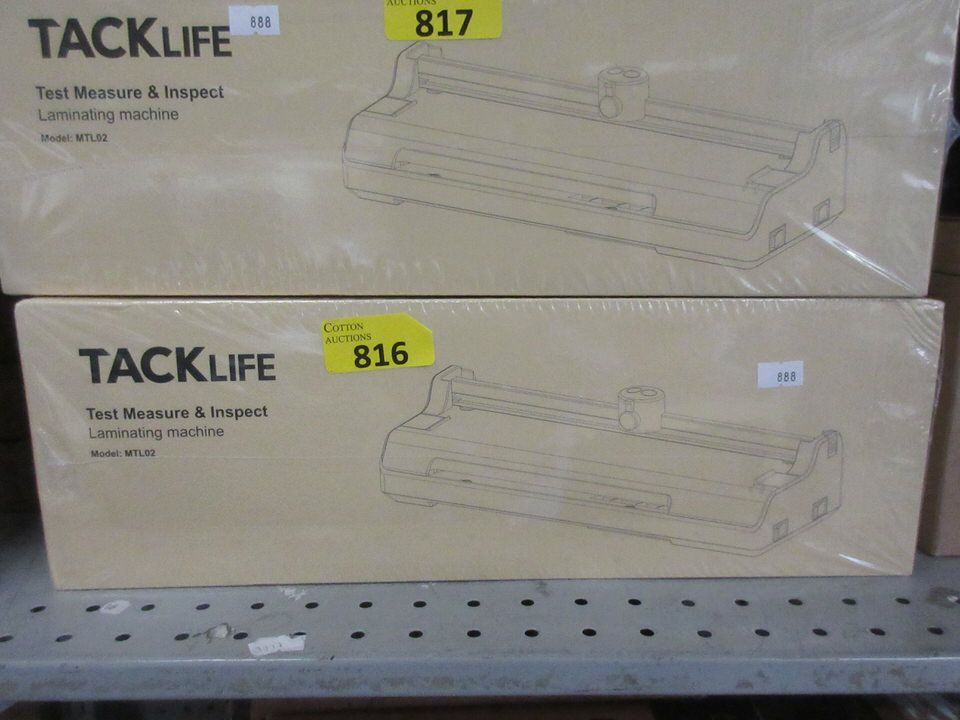 TACKLIFE
888
AUCTIONS
817
Test Measure & Inspect
Laminating machine
Model: MTL02
COTTON
AUCTIONS
816
TACKLIFE
888
Test Measure & Inspect
Laminating machine
Model: MTL02